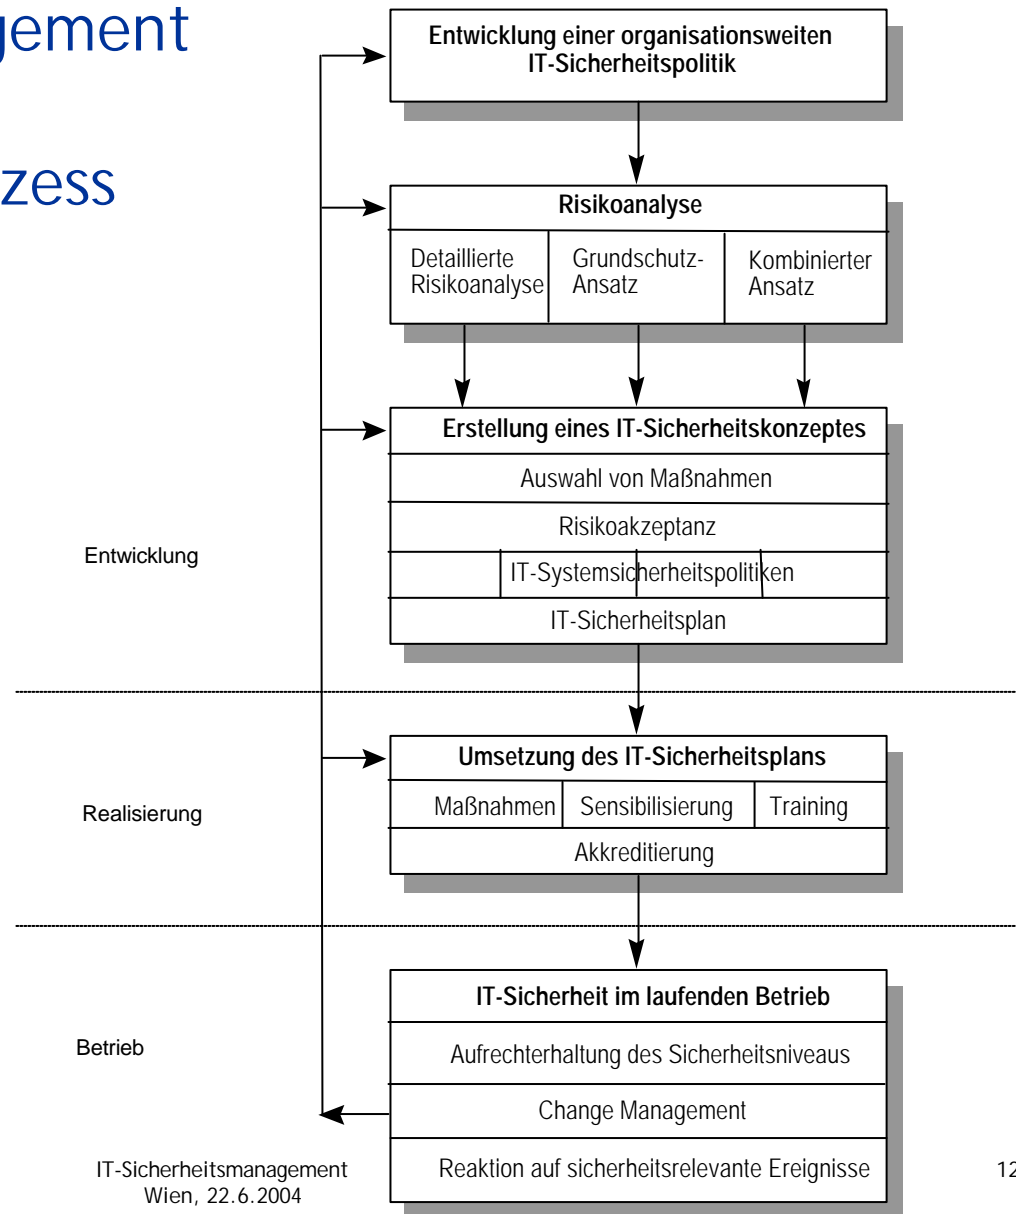 gement
zess
Entwicklung einer organisationsweiten
IT-Sicherheitspolitik
Risikoanalyse
Detaillierte
Risikoanalyse
Grundschutz-
Ansatz
Kombinierter
Ansatz
Erstellung eines IT-Sicherheitskonzeptes
Auswahl von Maßnahmen
Risikoakzeptanz
IT-Systemsicherheitspolitiken
IT-Sicherheitsplan
Entwicklung
Umsetzung des IT-Sicherheitsplans
Maßnahmen
Sensibilisierung
Training
Akkreditierung
Realisierung
IT-Sicherheit im laufenden Betrieb
Aufrechterhaltung des Sicherheitsniveaus
Change Management
Reaktion auf sicherheitsrelevante Ereignisse
Betrieb
IT-Sicherheitsmanagement
Wien, 22.6.2004
12